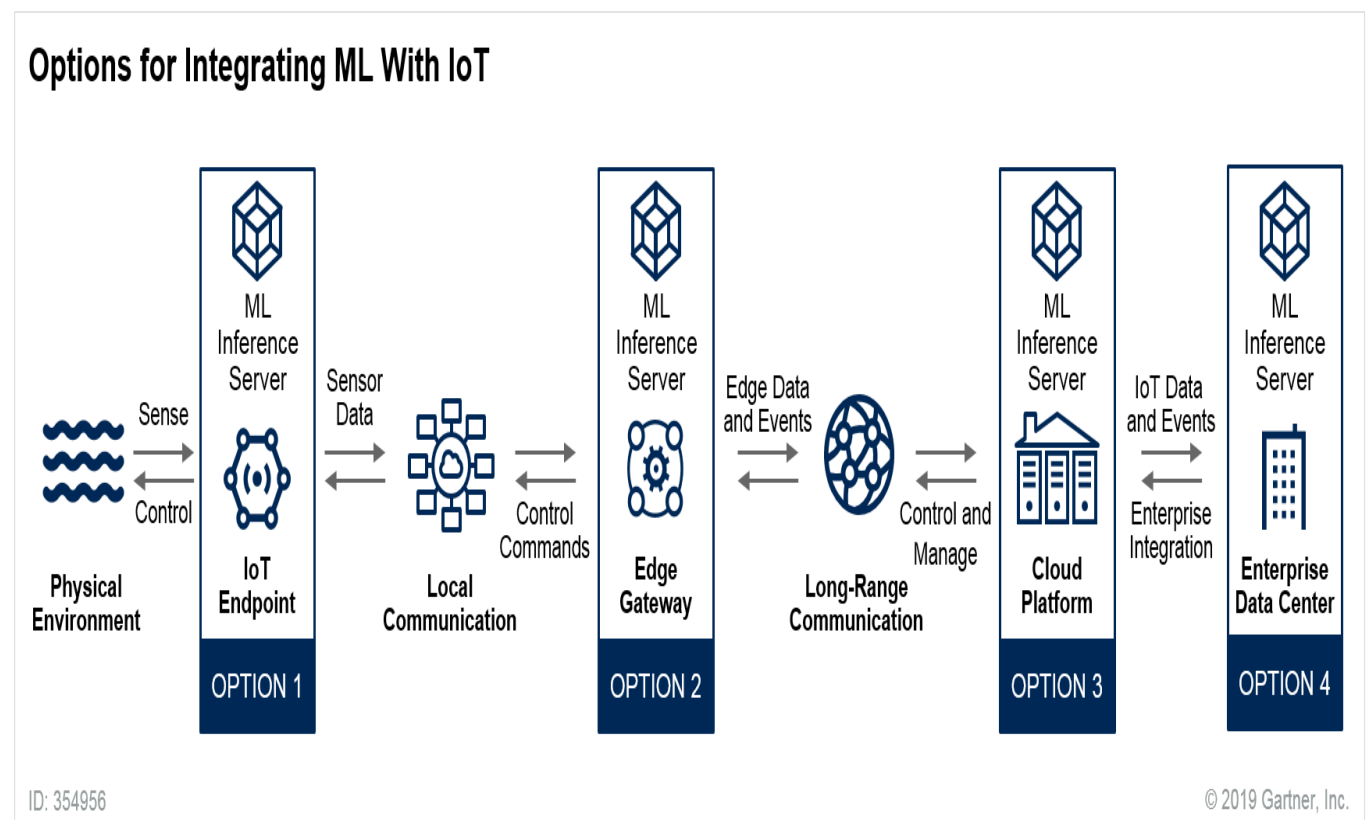 Options for Integrating ML With IoT
ML
Inference
Server
IoT
Endpoint
OPTION 1
ML
Inference
Server
Edge
Gateway
OPTION 2
ML
Inference
Server
Cloud
Platform
OPTION 3
ML
Inference
Server
Enterprise
Data Center
OPTION 4
Sense
Control
Physical
Environment
Sensor
Data
Local
Communication
Control
Commands
Edge Data
and Events
Long-Range
Communication
Control and
Manage
IoT Data
and Events
Enterprise
Integration
ID: 354956
© 2019 Gartner, Inc.